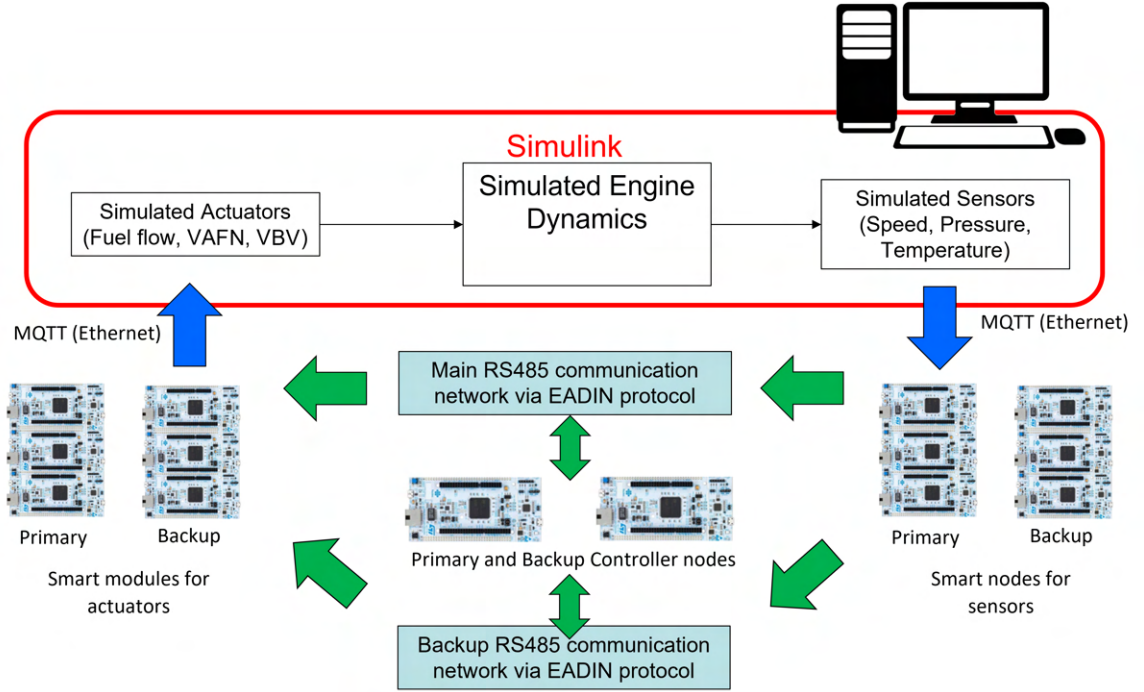 Simulink
Simulated Actuators
(Fuel flow, VAFN, VBV)
Simulated Engine
Dynamics
Simulated Sensors
(Speed, Pressure,
Temperature)
MQTT (Ethernet)
MQTT (Ethernet)
Main RS485 communication
network via EADIN protocol
Primary
Backup
Smart modules for
actuators
Primary and Backup Controller nodes
Primary
Backup
Smart nodes for
sensors
Backup RS485 communication
network via EADIN protocol